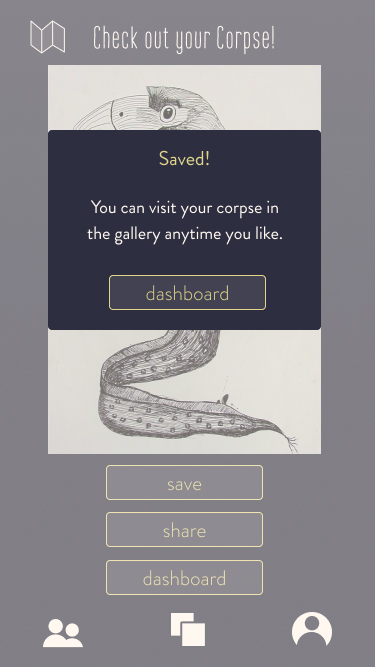 Check out your Corpse!
Saved!
You can visit your corpse in
the gallery anytime you like.
dashboard
save
share
dashboard